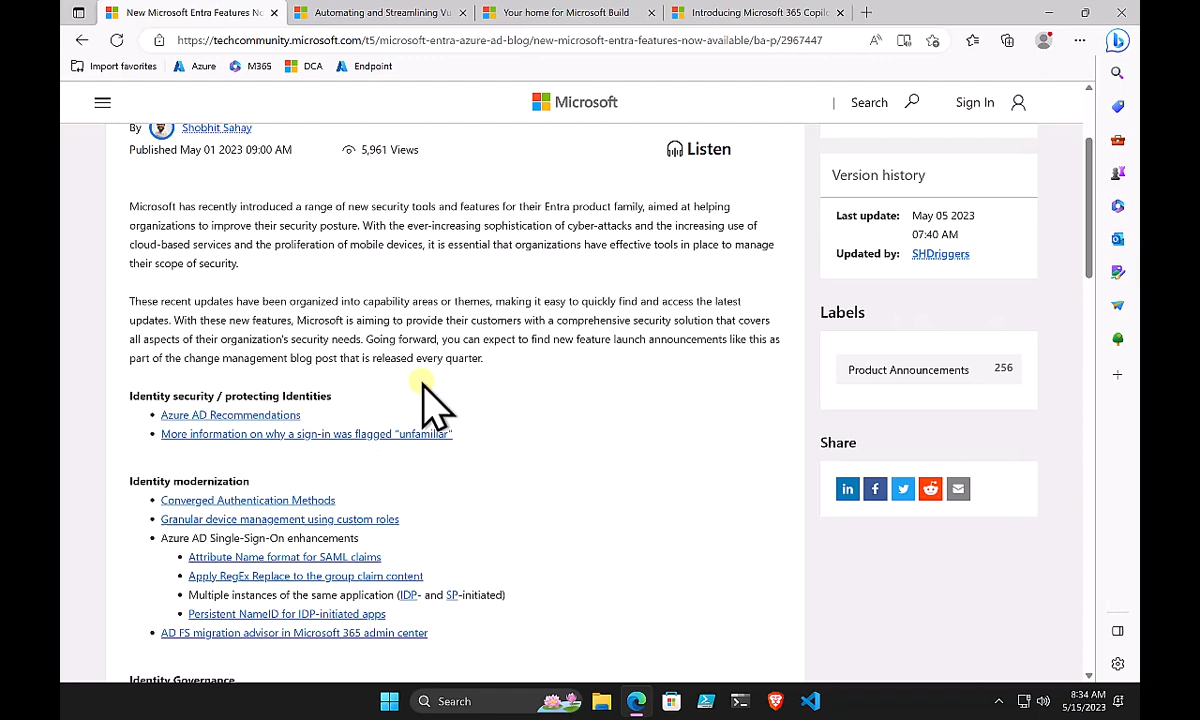 New Microsoft Entra Features No
Automating and Streamlining Vu
Your home for Microsoft Build
Introducing Microsoft 365 Copilo
https://techcommunity.microsoft.com/t5/microsoft-entra-azure-ad-blog/new-microsoft-entra-features-now-available/ba-p/2967447
Import favorites
Azure
M365
DCA
Endpoint
Microsoft
Search
Sign In
By Shobhit Sahay
Published May 01 2023 09:00 AM
5,961 Views
Listen
Microsoft has recently introduced a range of new security tools and features for their Entra product family, aimed at helping
organizations to improve their security posture. With the ever-increasing sophistication of cyber-attacks and the increasing use of
cloud-based services and the proliferation of mobile devices, it is essential that organizations have effective tools in place to manage
their scope of security.
These recent updates have been organized into capability areas or themes, making it easy to quickly find and access the latest
updates. With these new features, Microsoft is aiming to provide their customers with a comprehensive security solution that covers
all aspects of their organization's security needs. Going forward, you can expect to find new feature launch announcements like this as
part of the change management blog post that is released every quarter.
Identity security / protecting Identities
• Azure AD Recommendations
• More information on why a sign-in was flagged "unfamiliar"
Identity modernization
• Converged Authentication Methods
• Granular device management using custom roles
• Azure AD Single-Sign-On enhancements
• Attribute Name format for SAML claims
• Apply RegEx Replace to the group claim content
• Multiple instances of the same application (IDP- and SP-initiated)
• Persistent NameID for IDP-initiated apps
• AD FS migration advisor in Microsoft 365 admin center
Identity Governance
Version history
Last update: May 05 2023
07:40 AM
Updated by: SHDriggers
Labels
Product Announcements 256
Share
Search
8:34 AM
5/15/2023